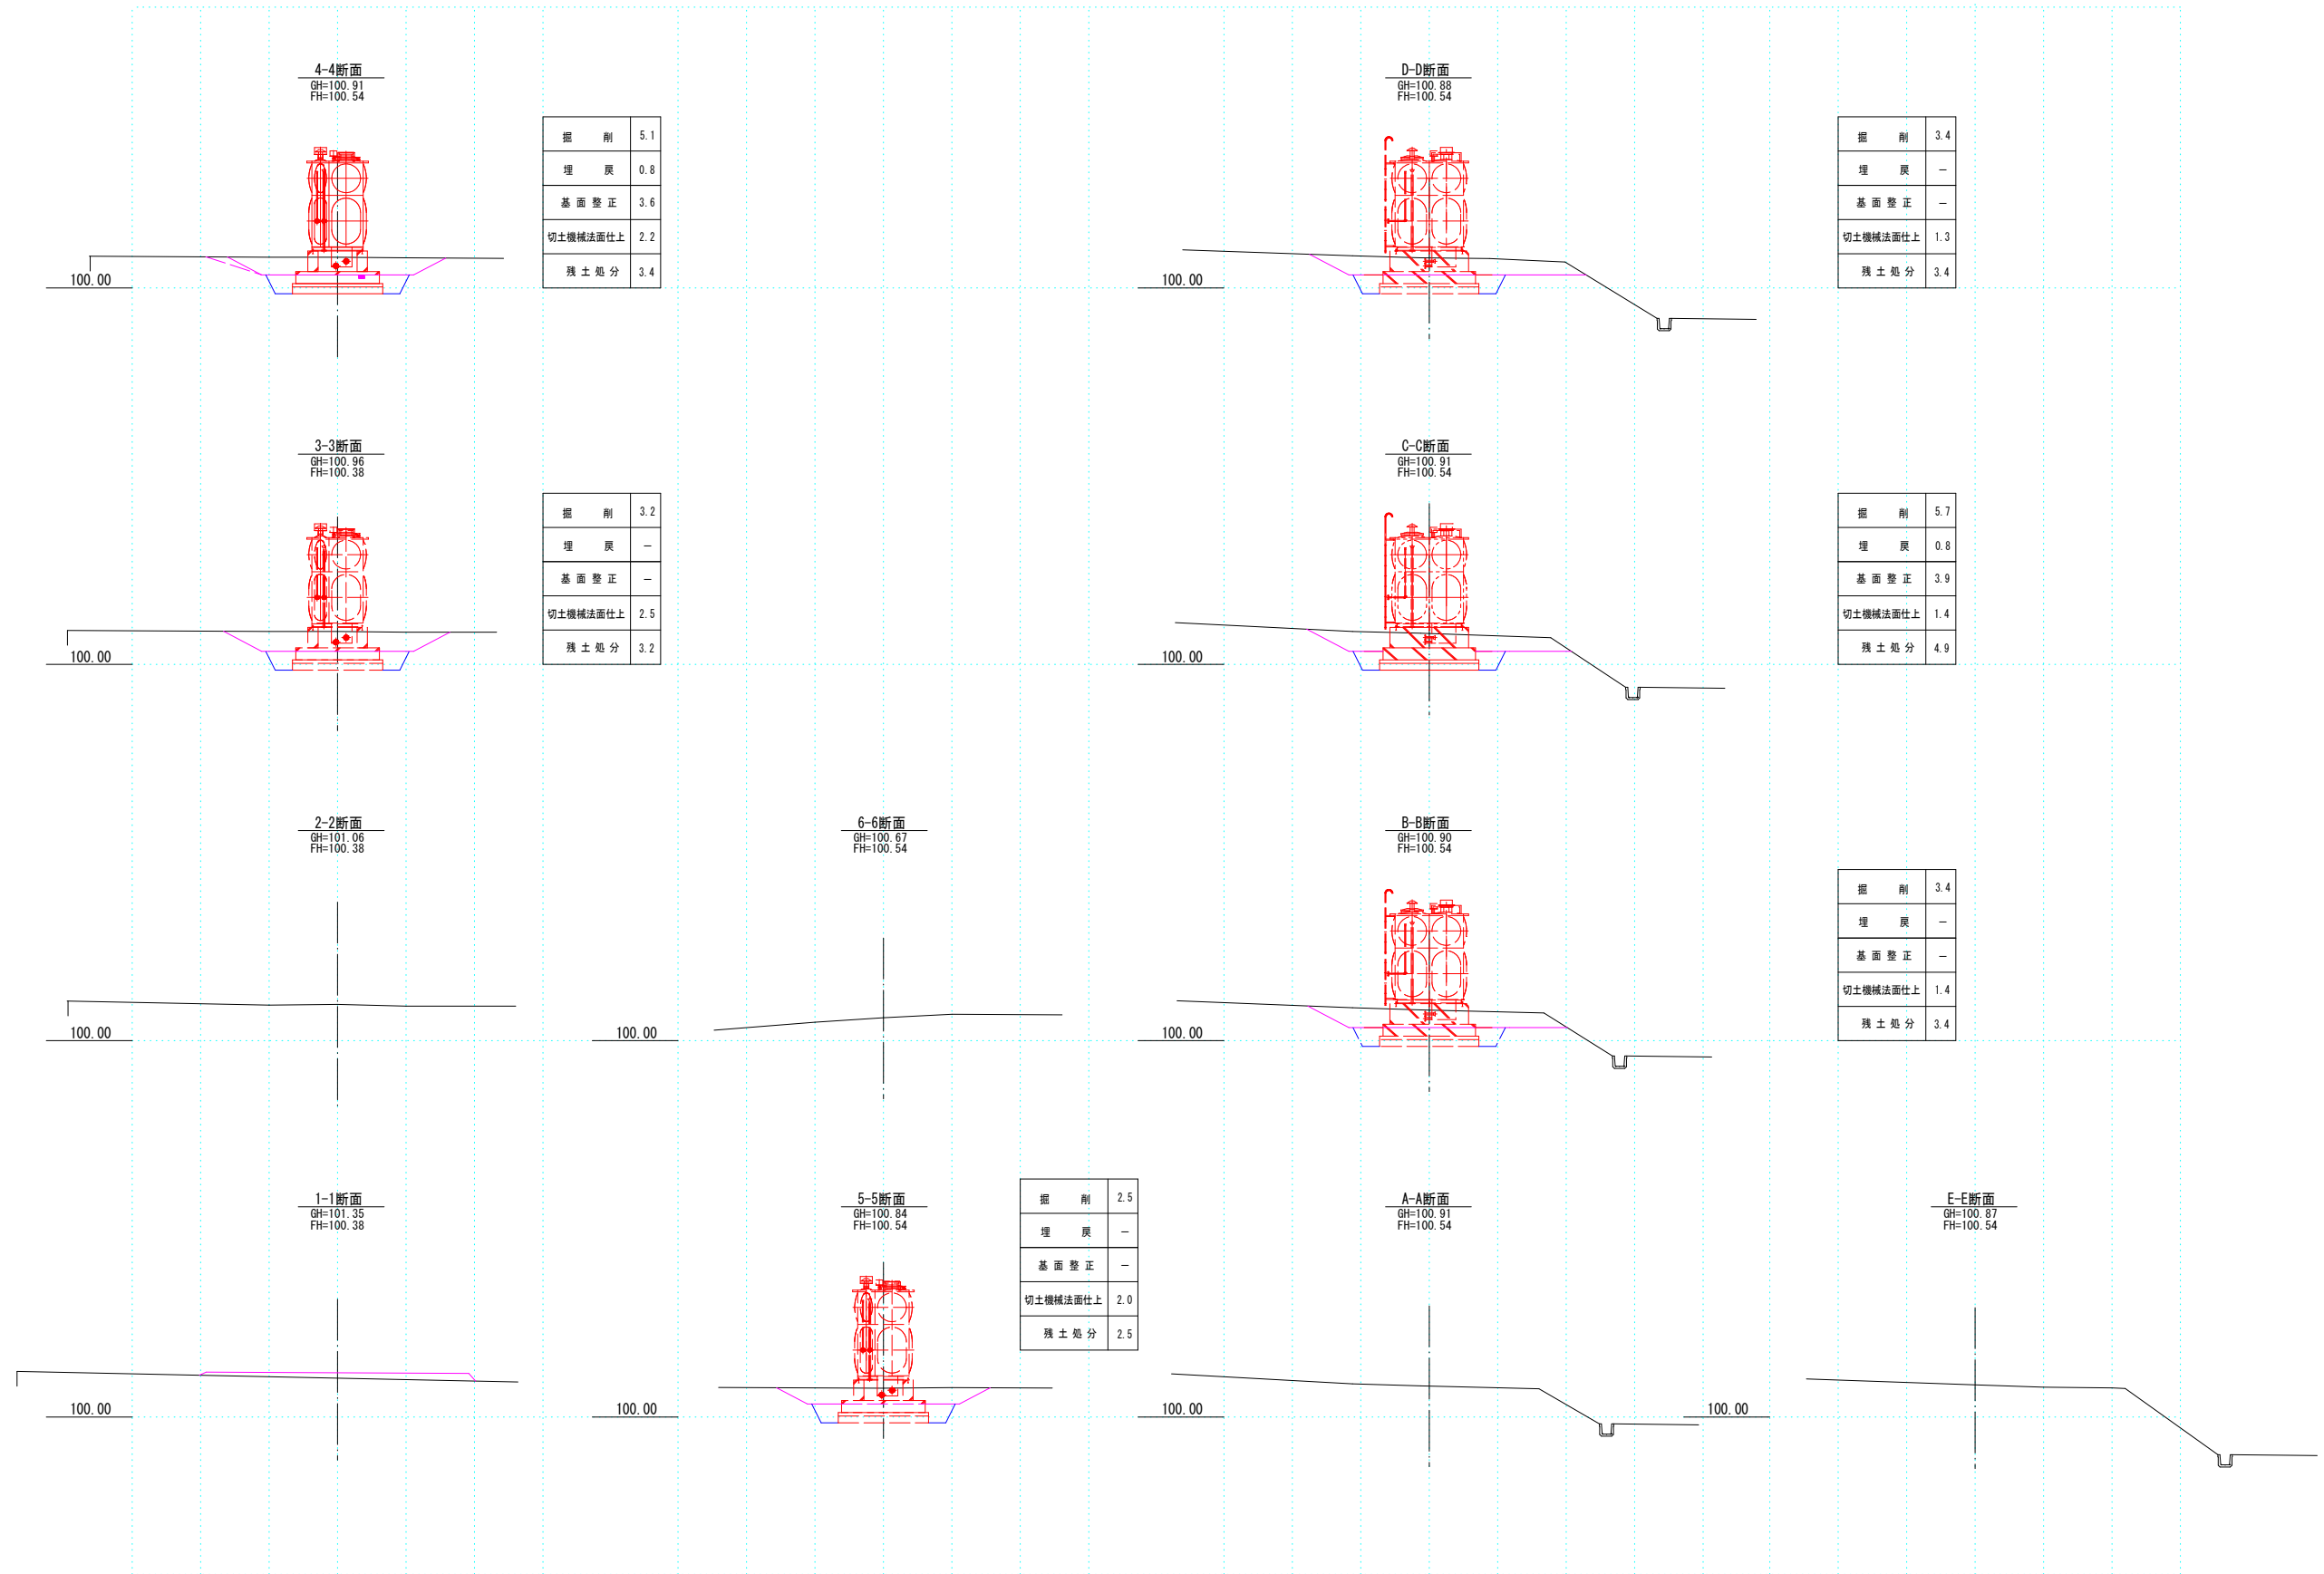 4-4断面
GH=100.91
FH=100.54
掘 削 5.1
埋 戻 0.8
基面整正 3.6
切土機械法面仕上 2.2
残土処分 3.4
100.00
D-D断面
GH=100.88
FH=100.54
掘 削 3.4
埋 戻 －
基面整正 －
切土機械法面仕上 1.3
残土処分 3.4
100.00
3-3断面
GH=100.96
FH=100.38
掘 削 3.2
埋 戻 －
基面整正 －
切土機械法面仕上 2.5
残土処分 3.2
100.00
C-C断面
GH=100.91
FH=100.54
掘 削 5.7
埋 戻 0.8
基面整正 3.9
切土機械法面仕上 1.4
残土処分 4.9
100.00
2-2断面
GH=101.06
FH=100.38
100.00
6-6断面
GH=100.67
FH=100.54
100.00
B-B断面
GH=100.90
FH=100.54
掘 削 3.4
埋 戻 －
基面整正 －
切土機械法面仕上 1.4
残土処分 3.4
100.00
1-1断面
GH=101.35
FH=100.38
100.00
5-5断面
GH=100.84
FH=100.54
掘 削 2.5
埋 戻 －
基面整正 －
切土機械法面仕上 2.0
残土処分 2.5
100.00
A-A断面
GH=100.91
FH=100.54
100.00
E-E断面
GH=100.87
FH=100.54
100.00